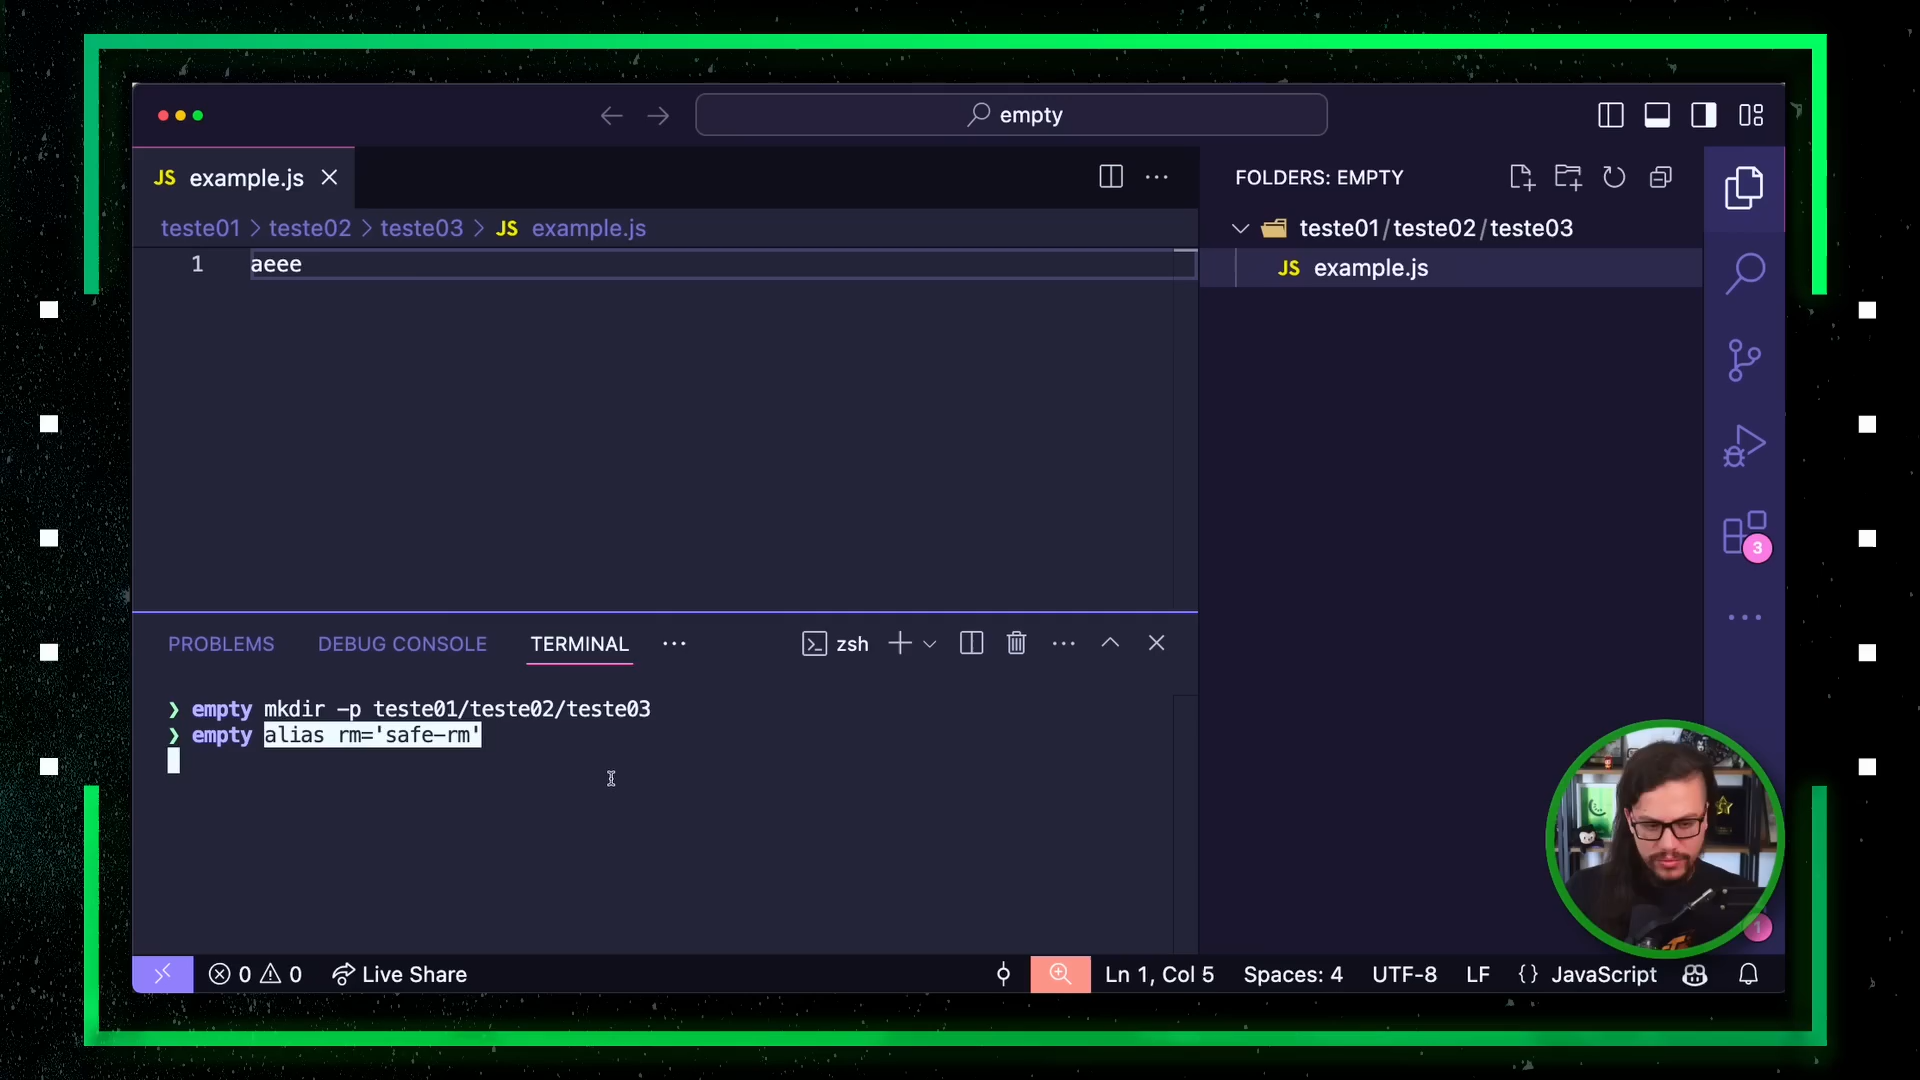 empty
JS example.js
FOLDERS: EMPTY
teste01 > teste02 > teste03 > JS example.js
teste01/teste02/teste03
1 aeee
JS example.js
3
PROBLEMS DEBUG CONSOLE TERMINAL ... zsh
❯ empty mkdir -p teste01/teste02/teste03
❯ empty alias rm='safe-rm'
1
0 0 Live Share Ln 1, Col 5 Spaces: 4 UTF-8 LF {} JavaScript